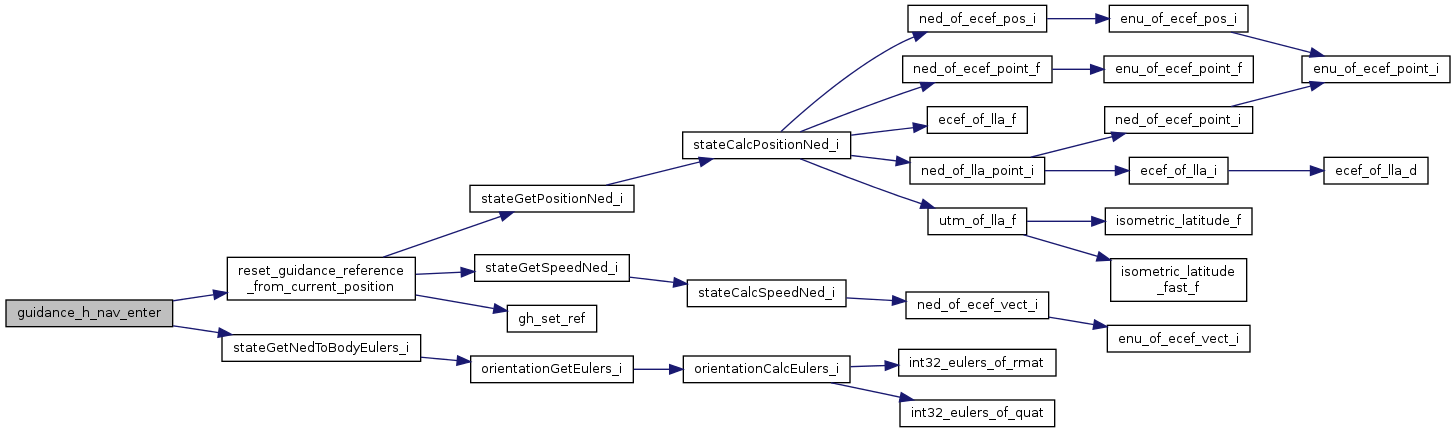 guidance_h_nav_enter
reset_guidance_reference
_from_current_position
stateGetNedToBodyEulers_i
stateGetPositionNed_i
stateGetSpeedNed_i
gh_set_ref
orientationGetEulers_i
stateCalcPositionNed_i
stateCalcSpeedNed_i
orientationCalcEulers_i
ned_of_ecef_pos_i
ned_of_ecef_point_f
ecef_of_lla_f
ned_of_lla_point_i
utm_of_lla_f
ned_of_ecef_vect_i
int32_eulers_of_rmat
int32_eulers_of_quat
enu_of_ecef_pos_i
enu_of_ecef_point_f
ned_of_ecef_point_i
ecef_of_lla_i
isometric_latitude_f
isometric_latitude
_fast_f
enu_of_ecef_vect_i
enu_of_ecef_point_i
ecef_of_lla_d